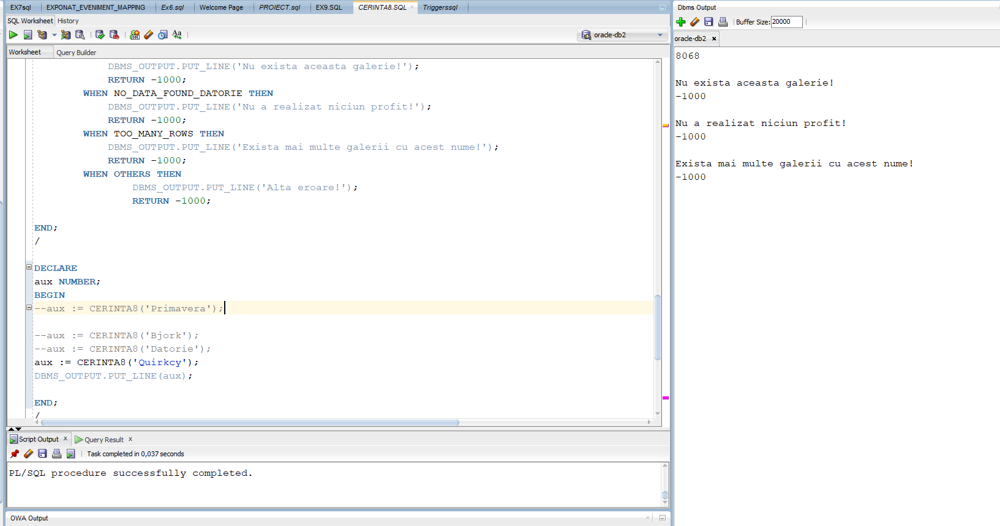 EX7sql EXPONAT_EVENIMENT_MAPPING Ex6.sql Welcome Page PROIECT.sql EX9.SQL CERINTA8.SQL Triggerssql
SQL Worksheet History
oracle-db2
Worksheet Query Builder
DBMS_OUTPUT.PUT_LINE('Nu exista aceasta galerie!');
RETURN -1000;
WHEN NO_DATA_FOUND_DATORIE THEN
DBMS_OUTPUT.PUT_LINE('Nu a realizat niciun profit!');
RETURN -1000;
WHEN TOO_MANY_ROWS THEN
DBMS_OUTPUT.PUT_LINE('Exista mai multe galerii cu acest nume!');
RETURN -1000;
WHEN OTHERS THEN
DBMS_OUTPUT.PUT_LINE('Alta eroare!');
RETURN -1000;
END;
/
DECLARE
aux NUMBER;
BEGIN
--aux := CERINTA8('Primavera');
--aux := CERINTA8('Bjork');
--aux := CERINTA8('Datorie');
aux := CERINTA8('Quirkcy');
DBMS_OUTPUT.PUT_LINE(aux);
END;
/
Script Output x Query Result x
Task completed in 0,037 seconds
PL/SQL procedure successfully completed.
OWA Output
Dbms Output
Buffer Size: 20000
oracle-db2 x
8068
Nu exista aceasta galerie!
-1000
Nu a realizat niciun profit!
-1000
Exista mai multe galerii cu acest nume!
-1000